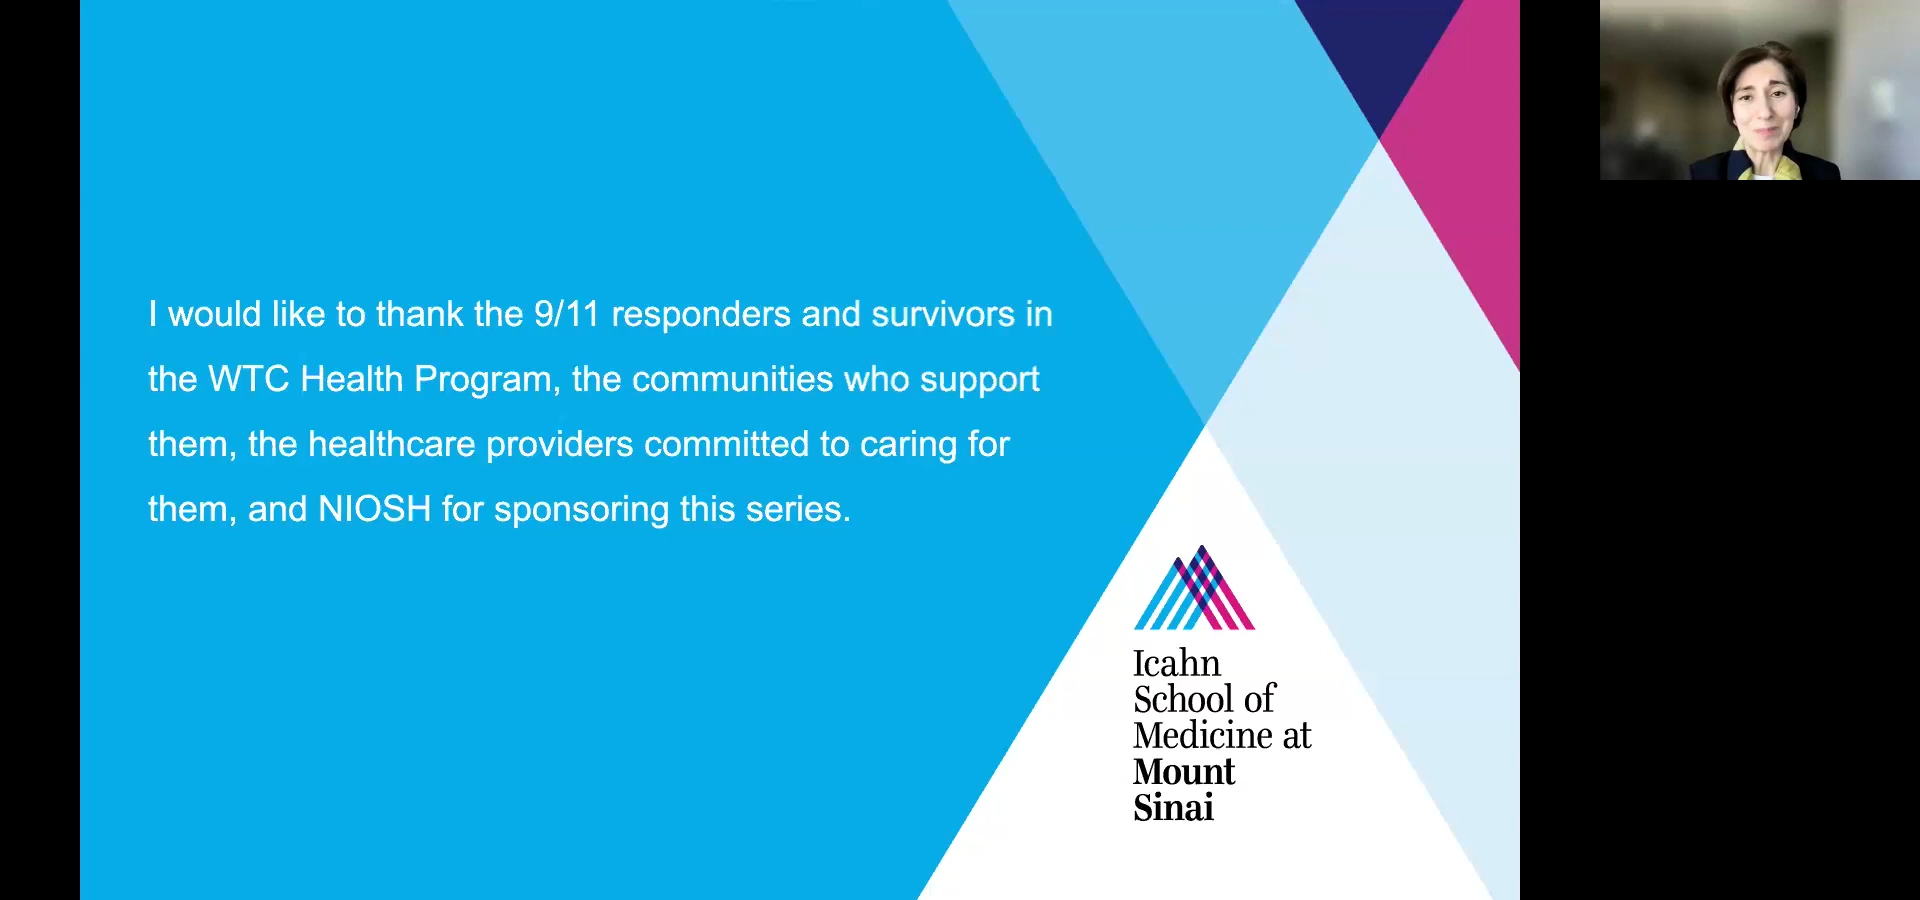 I would like to thank the 9/11 responders and survivors in
the WTC Health Program, the communities who support
them, the healthcare providers committed to caring for
them, and NIOSH for sponsoring this series.
Icahn
School of
Medicine at
Mount
Sinai